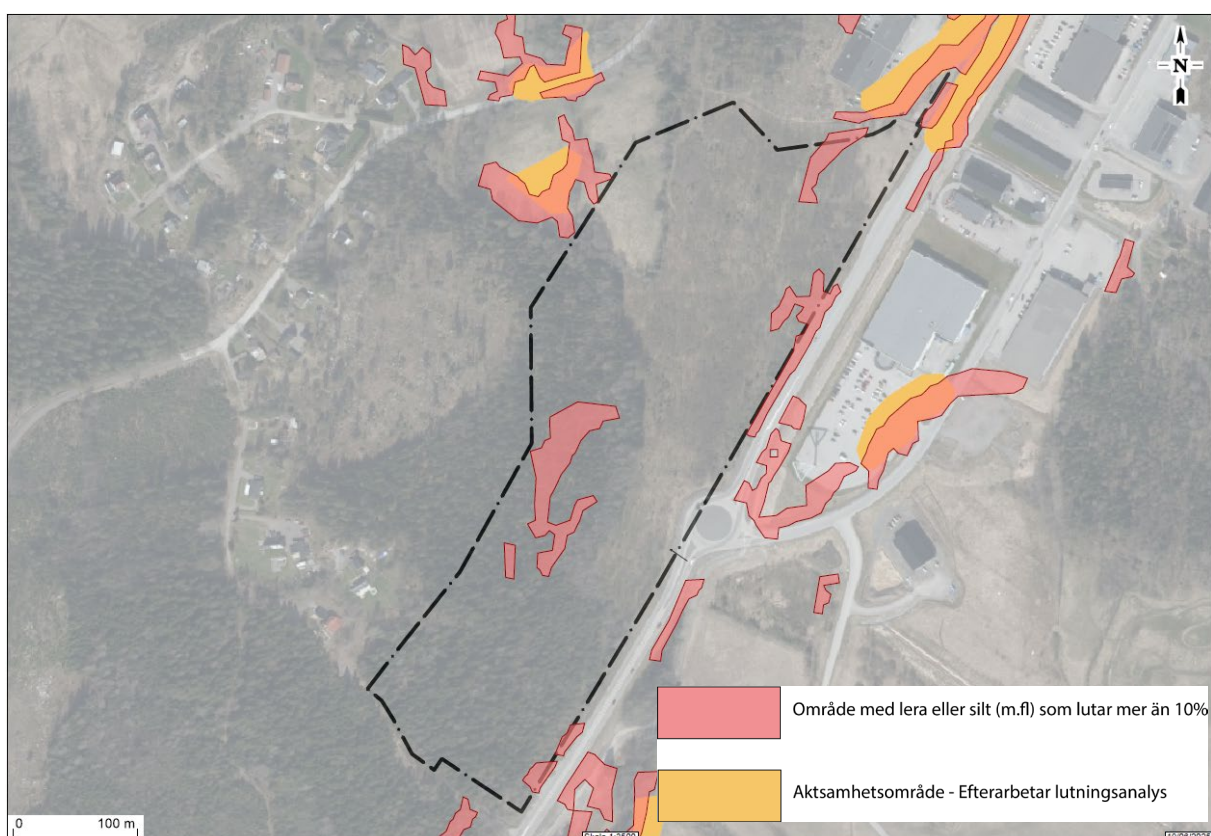 N
Område med lera eller silt (m.fl) som lutar mer än 10%
Aktsamhetsområde - Efterarbetar lutningsanalys
0 100 m